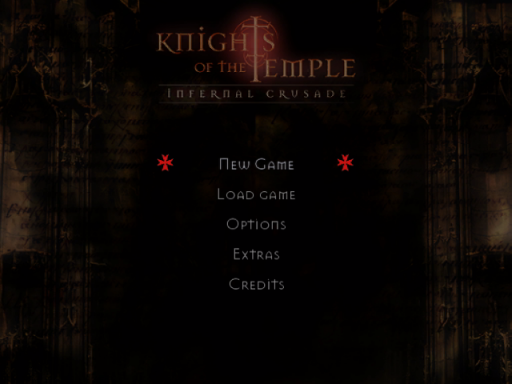 Knights
of the Temple
Infernal Crusade
New Game
Load game
Options
Extras
Credits